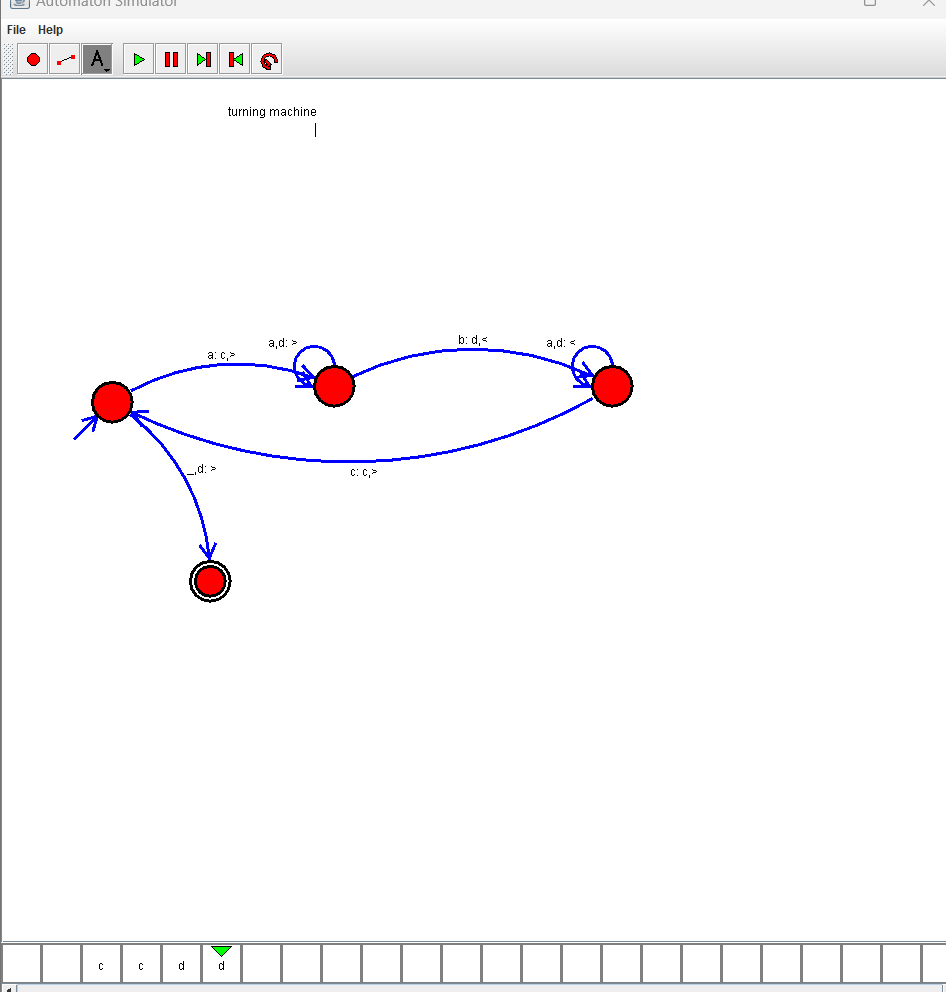 Automaton Simulator
File Help
A
turning machine
a,d: >
b: d,<
a,d: <
a: c,>
_,d: >
c: c,>
c c d d